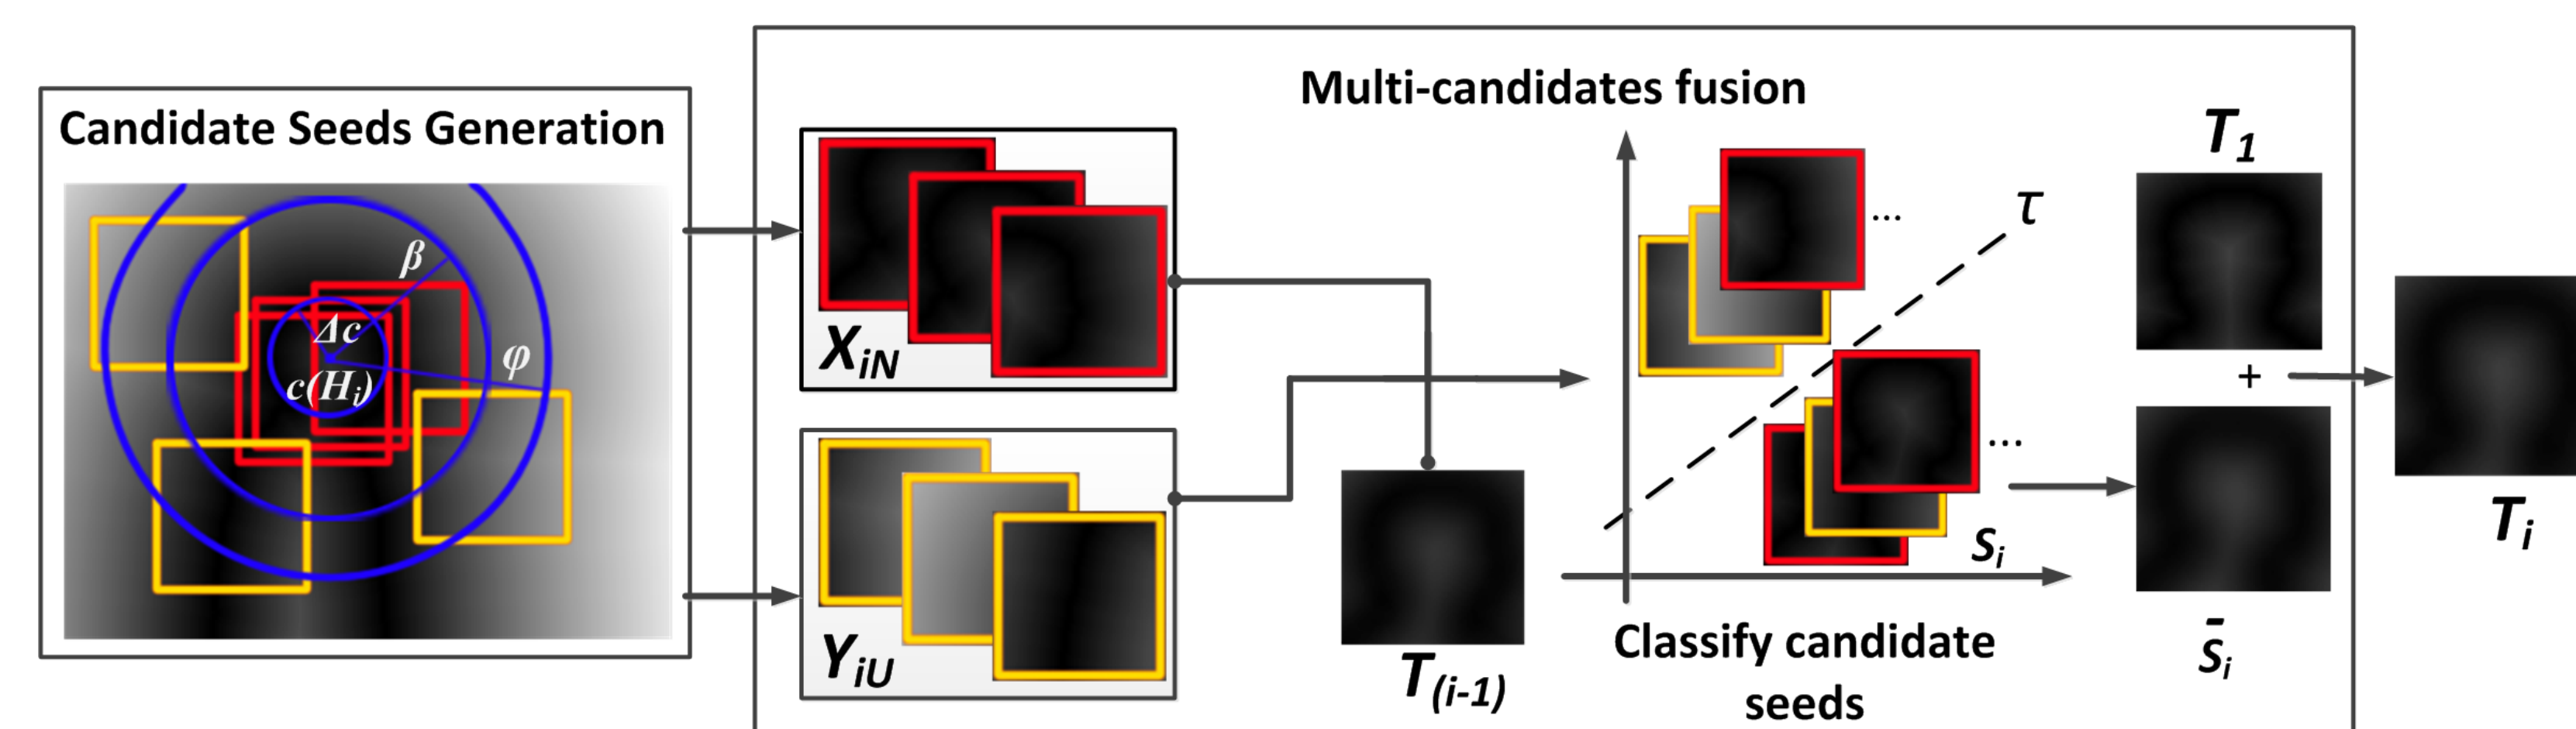 Candidate Seeds Generation
β
Δc
φ
c(Hi)
Multi-candidates fusion
XiN
YiU
T(i-1)
τ
...
...
Si
Classify candidate
seeds
T1
+
S̄i
Ti